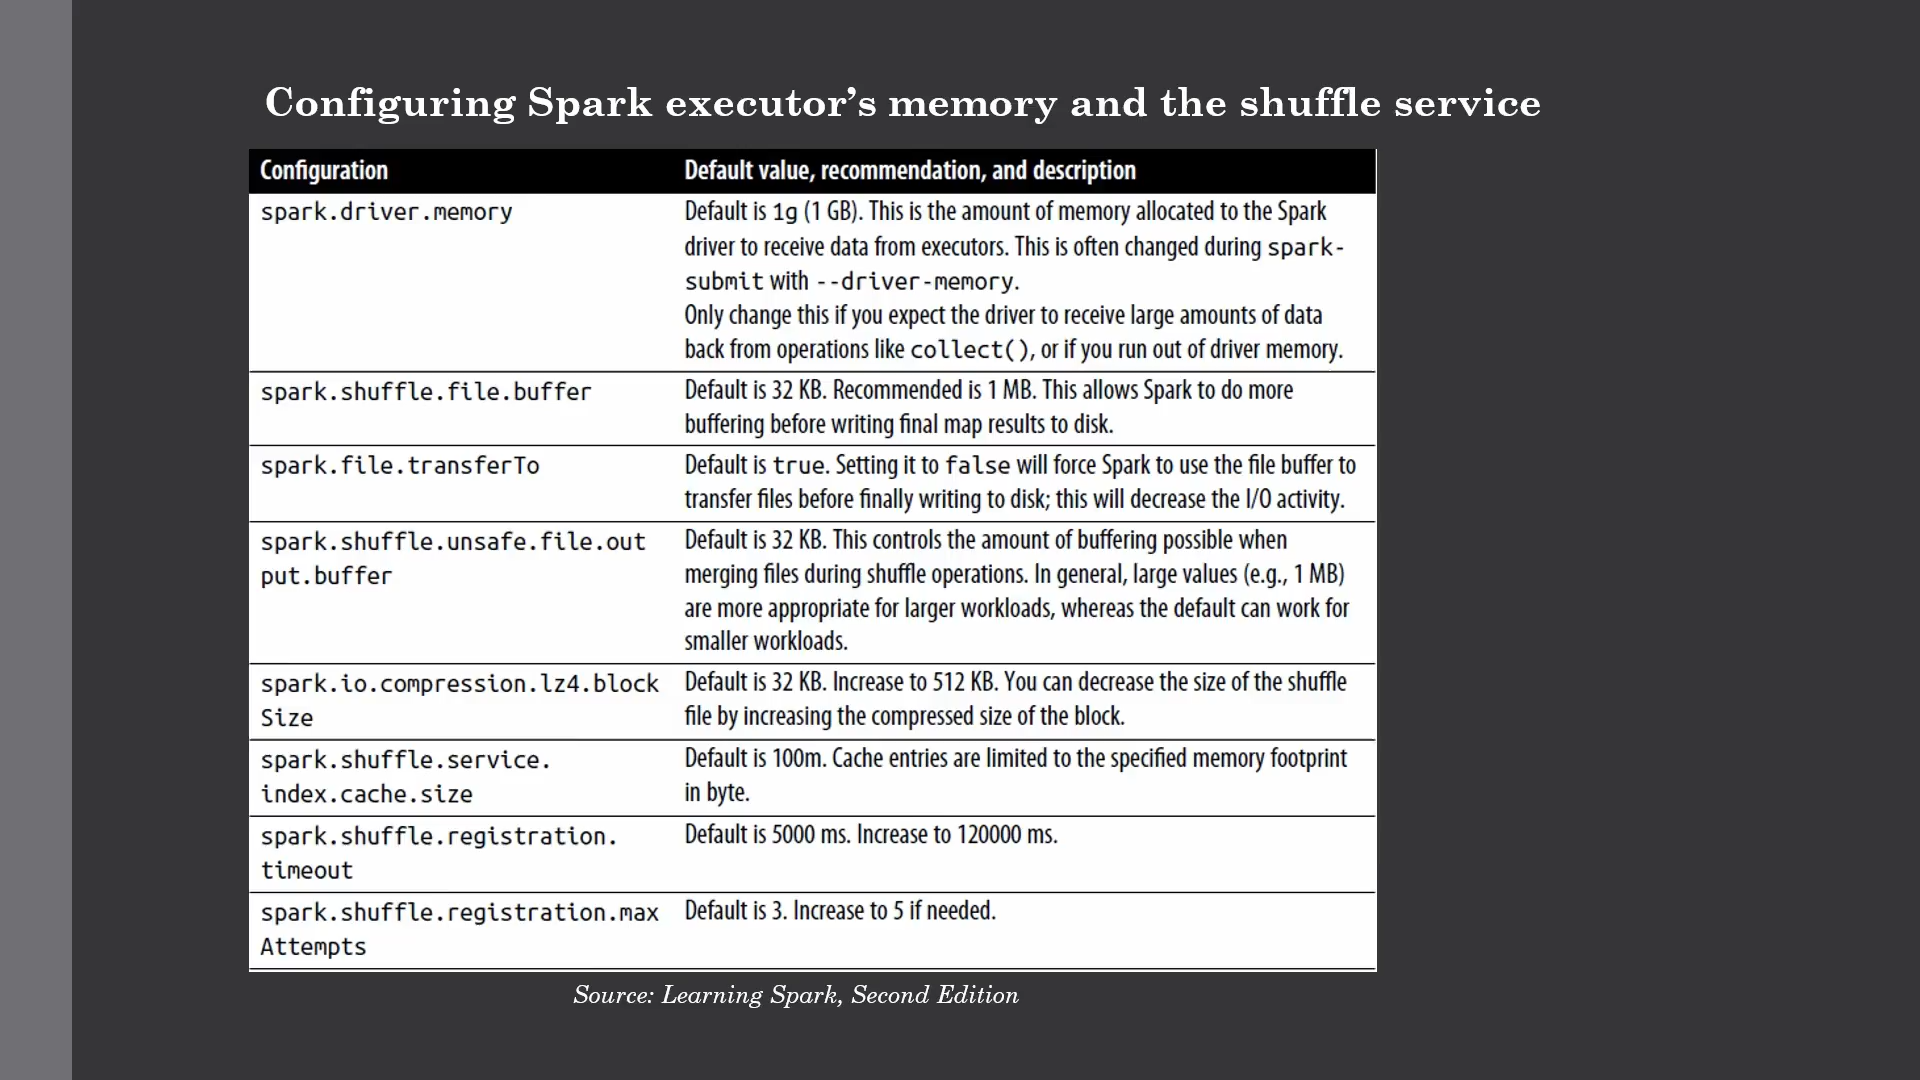 Configuring Spark executor’s memory and the shuffle service
Configuration
Default value, recommendation, and description
spark.driver.memory
Default is 1g (1 GB). This is the amount of memory allocated to the Spark
driver to receive data from executors. This is often changed during spark-
submit with --driver-memory.
Only change this if you expect the driver to receive large amounts of data
back from operations like collect(), or if you run out of driver memory.
spark.shuffle.file.buffer
Default is 32 KB. Recommended is 1 MB. This allows Spark to do more
buffering before writing final map results to disk.
spark.file.transferTo
Default is true. Setting it to false will force Spark to use the file buffer to
transfer files before finally writing to disk; this will decrease the I/O activity.
spark.shuffle.unsafe.file.out
put.buffer
Default is 32 KB. This controls the amount of buffering possible when
merging files during shuffle operations. In general, large values (e.g., 1 MB)
are more appropriate for larger workloads, whereas the default can work for
smaller workloads.
spark.io.compression.lz4.block
Size
Default is 32 KB. Increase to 512 KB. You can decrease the size of the shuffle
file by increasing the compressed size of the block.
spark.shuffle.service.
index.cache.size
Default is 100m. Cache entries are limited to the specified memory footprint
in byte.
spark.shuffle.registration.
timeout
Default is 5000 ms. Increase to 120000 ms.
spark.shuffle.registration.max
Attempts
Default is 3. Increase to 5 if needed.
Source: Learning Spark, Second Edition